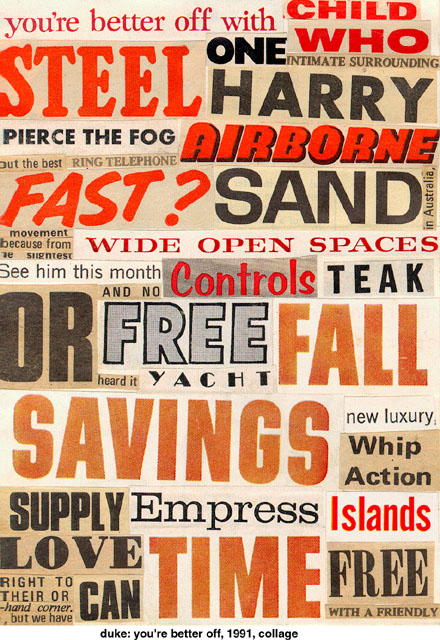 you're better off with CHILD
WHO
ONE
INTIMATE SURROUNDING
STEEL HARRY
PIERCE THE FOG AIRBORNE
out the best RING TELEPHONE
FAST? SAND
in Australia,
movement
because from
le slightest
WIDE OPEN SPACES
See him this month Controls TEAK
AND NO
OR FREE FALL
heard it YACHT
SAVINGS
new luxury,
Whip
Action
SUPPLY Empress Islands
LOVE TIME FREE
RIGHT TO
THEIR OR
-hand corner.
, but we have
CAN
WITH A FRIENDLY
duke: you're better off, 1991, collage